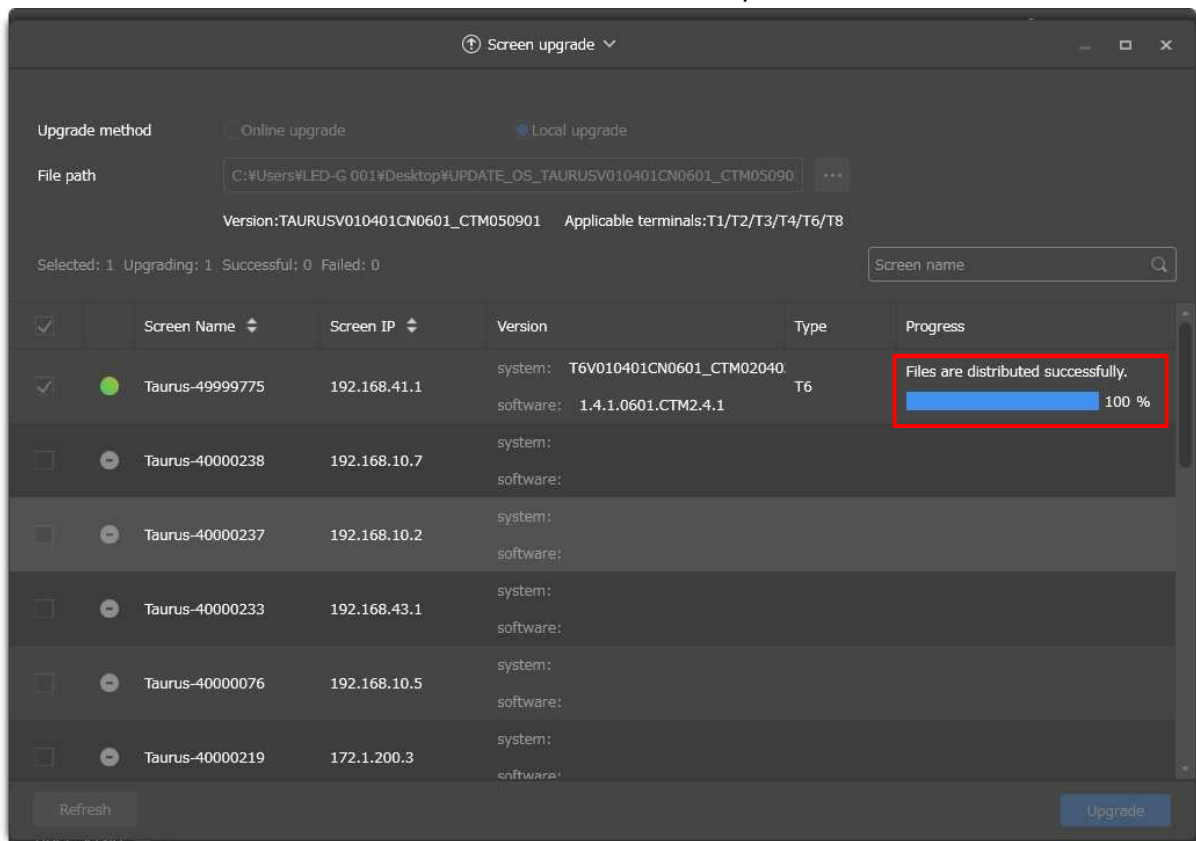 Screen upgrade
Upgrade method Online upgrade Local upgrade
File path C:¥Users¥LED-G 001¥Desktop¥UPDATE_OS_TAURUSV010401CN0601_CTM05090 ...
Version:TAURUSV010401CN0601_CTM050901 Applicable terminals:T1/T2/T3/T4/T6/T8
Selected: 1 Upgrading: 1 Successful: 0 Failed: 0 Screen name
Screen Name Screen IP Version Type Progress
system: T6V010401CN0601_CTM02040 Files are distributed successfully.
Taurus-49999775 192.168.41.1 T6
software: 1.4.1.0601.CTM2.4.1 100 %
system:
Taurus-40000238 192.168.10.7
software:
system:
Taurus-40000237 192.168.10.2
software:
system:
Taurus-40000233 192.168.43.1
software:
system:
Taurus-40000076 192.168.10.5
software:
system:
Taurus-40000219 172.1.200.3
software:
Refresh Upgrade